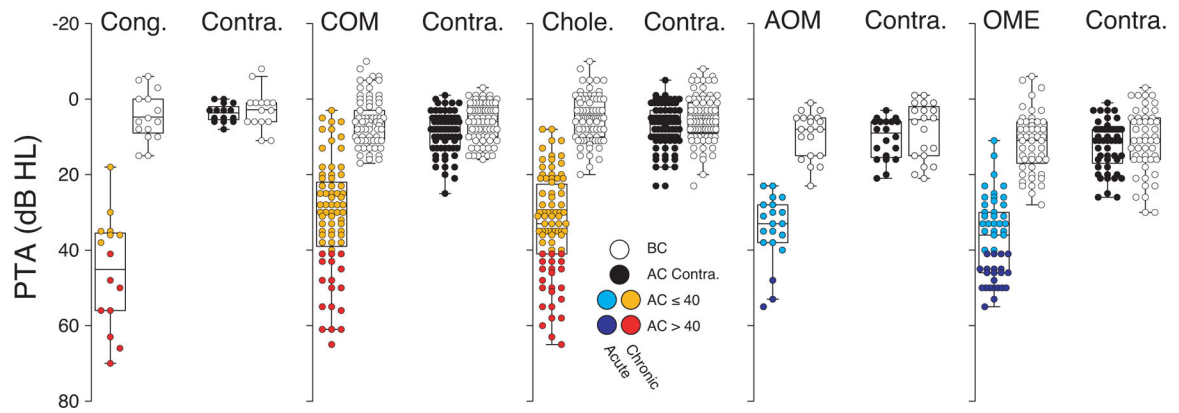 Cong. Contra. COM Contra. Chole. Contra. AOM Contra. OME Contra.
PTA (dB HL)
-20
0
20
40
60
80
BC
AC Contra.
AC ≤ 40
AC > 40
Acute
Chronic